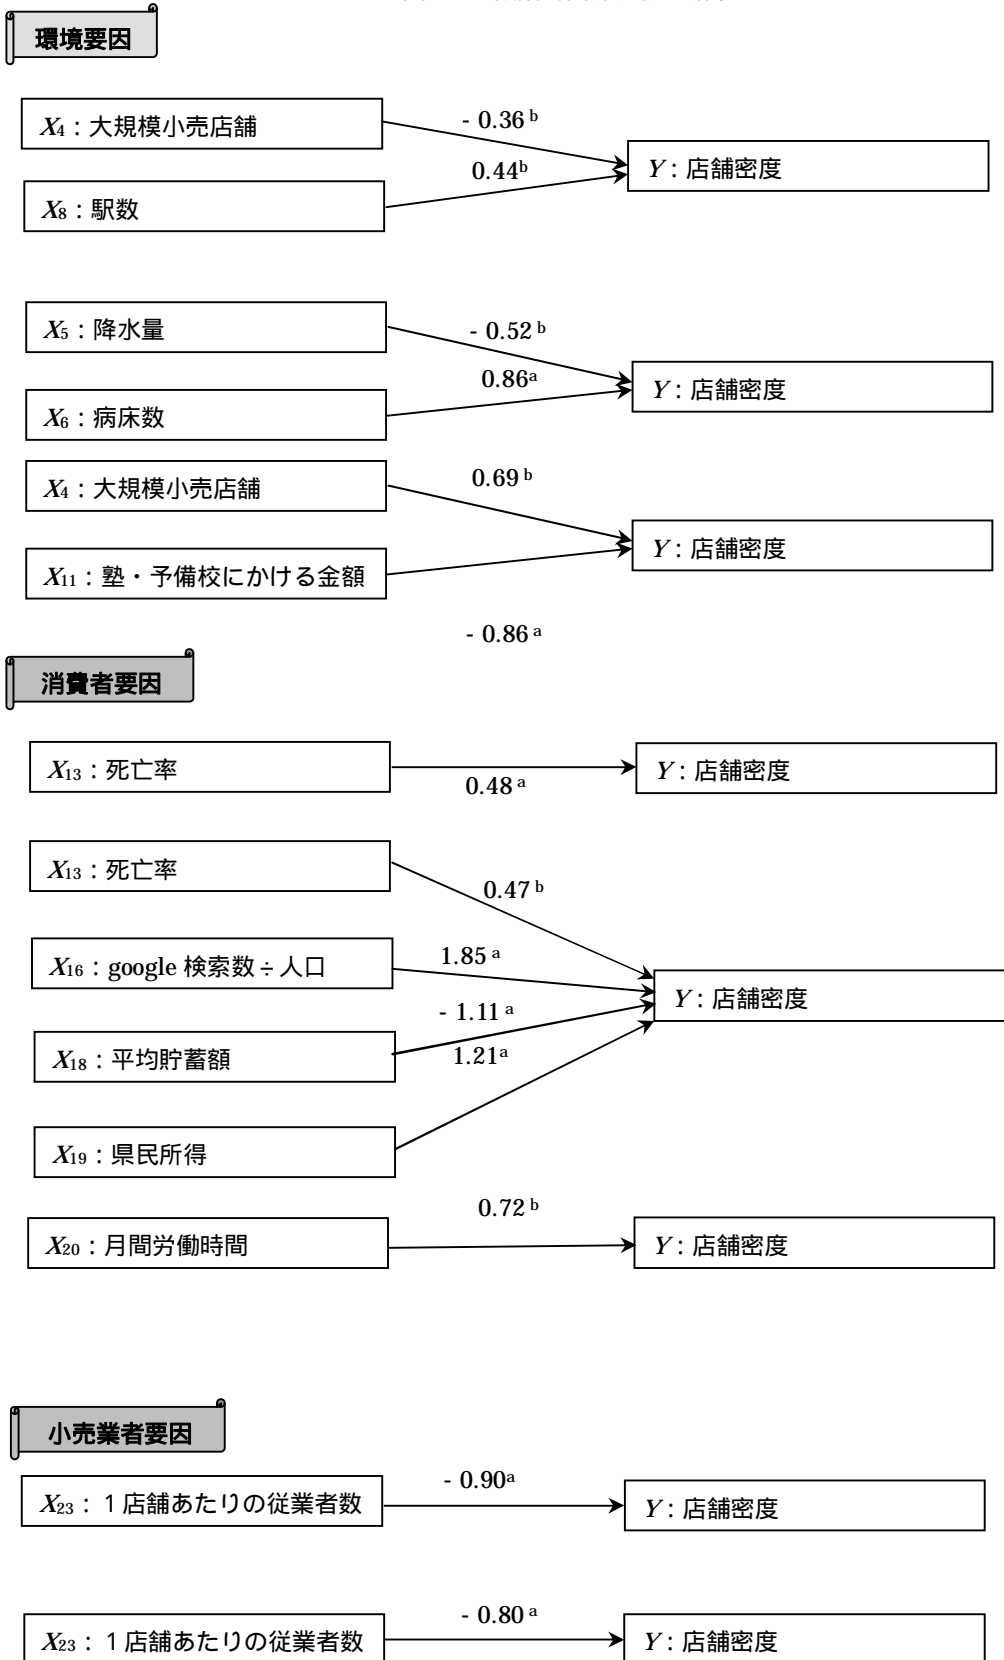 環境要因
X4：大規模小売店舗
- 0.36 b
Y：店舗密度
0.44b
X8：駅数
X5：降水量
- 0.52 b
Y：店舗密度
0.86a
X6：病床数
X4：大規模小売店舗
0.69 b
Y：店舗密度
X11：塾・予備校にかける金額
- 0.86 a
消費者要因
X13：死亡率
0.48 a
Y：店舗密度
X13：死亡率
0.47 b
X16：google 検索数÷人口
1.85 a
Y：店舗密度
- 1.11 a
X18：平均貯蓄額
1.21a
X19：県民所得
0.72 b
X20：月間労働時間
Y：店舗密度
小売業者要因
- 0.90a
X23：１店舗あたりの従業者数
Y：店舗密度
- 0.80 a
X23：１店舗あたりの従業者数
Y：店舗密度